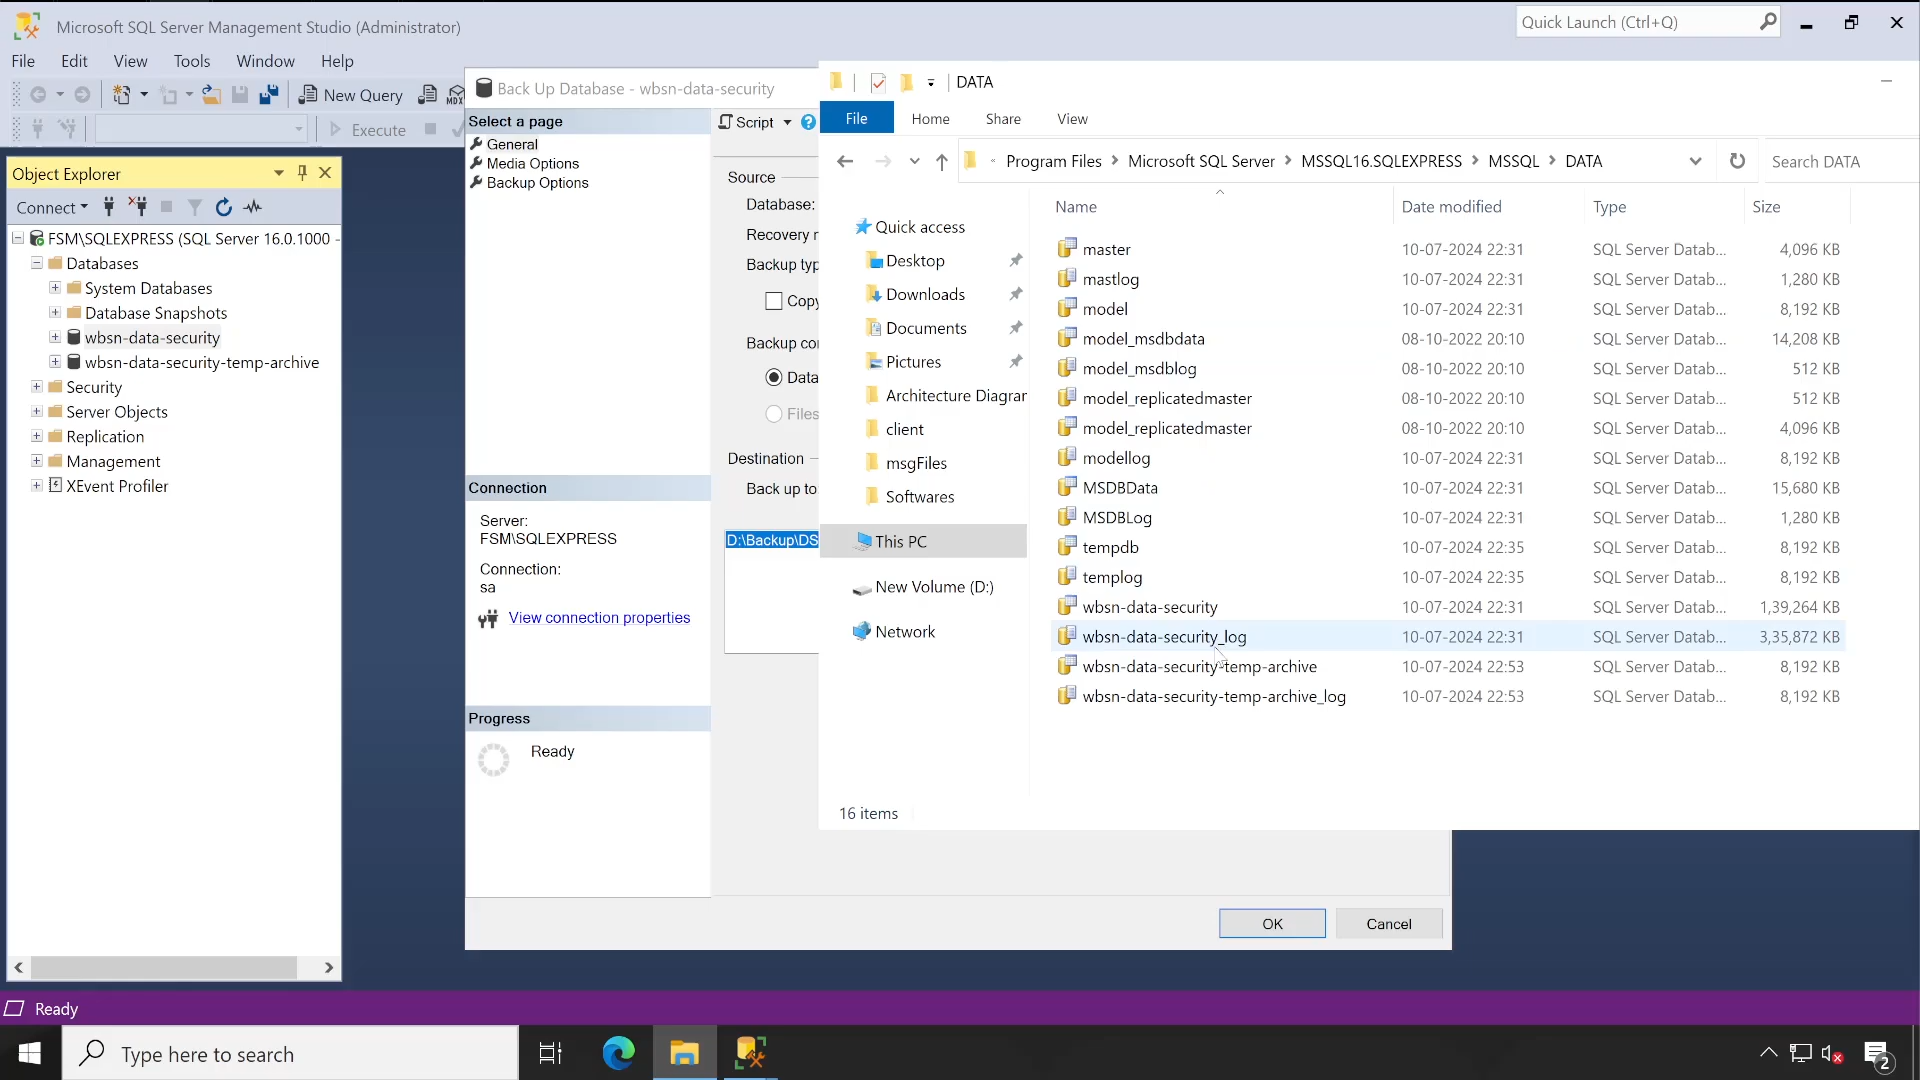 Microsoft SQL Server Management Studio (Administrator)
Quick Launch (Ctrl+Q)
File Edit View Tools Window Help
New Query
MDX
Execute
Object Explorer
Connect
FSM\SQLEXPRESS (SQL Server 16.0.1000 -
Databases
System Databases
Database Snapshots
wbsn-data-security
wbsn-data-security-temp-archive
Security
Server Objects
Replication
Management
XEvent Profiler
Back Up Database - wbsn-data-security
Select a page
General
Media Options
Backup Options
Connection
Server:
FSM\SQLEXPRESS
Connection:
sa
View connection properties
Progress
Ready
Script
Source
Database:
Recovery r
Backup typ
Copy
Backup co
Data
Files
Destination
Back up to
D:\Backup\DS
OK
Cancel
DATA
File Home Share View
« Program Files > Microsoft SQL Server > MSSQL16.SQLEXPRESS > MSSQL > DATA
Search DATA
Quick access
Desktop
Downloads
Documents
Pictures
Architecture Diagrar
client
msgFiles
Softwares
This PC
New Volume (D:)
Network
Name Date modified Type Size
master 10-07-2024 22:31 SQL Server Datab... 4,096 KB
mastlog 10-07-2024 22:31 SQL Server Datab... 1,280 KB
model 10-07-2024 22:31 SQL Server Datab... 8,192 KB
model_msdbdata 08-10-2022 20:10 SQL Server Datab... 14,208 KB
model_msdblog 08-10-2022 20:10 SQL Server Datab... 512 KB
model_replicatedmaster 08-10-2022 20:10 SQL Server Datab... 512 KB
model_replicatedmaster 08-10-2022 20:10 SQL Server Datab... 4,096 KB
modellog 10-07-2024 22:31 SQL Server Datab... 8,192 KB
MSDBData 10-07-2024 22:31 SQL Server Datab... 15,680 KB
MSDBLog 10-07-2024 22:31 SQL Server Datab... 1,280 KB
tempdb 10-07-2024 22:35 SQL Server Datab... 8,192 KB
templog 10-07-2024 22:35 SQL Server Datab... 8,192 KB
wbsn-data-security 10-07-2024 22:31 SQL Server Datab... 1,39,264 KB
wbsn-data-security_log 10-07-2024 22:31 SQL Server Datab... 3,35,872 KB
wbsn-data-security-temp-archive 10-07-2024 22:53 SQL Server Datab... 8,192 KB
wbsn-data-security-temp-archive_log 10-07-2024 22:53 SQL Server Datab... 8,192 KB
16 items
Ready
Type here to search
2